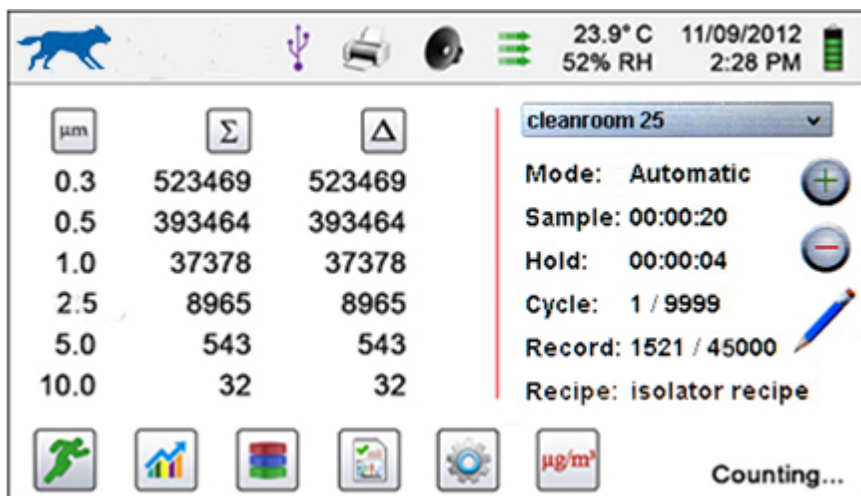 23.9° C 11/09/2012
52% RH 2:28 PM
µm Σ Δ
0.3 523469 523469
0.5 393464 393464
1.0 37378 37378
2.5 8965 8965
5.0 543 543
10.0 32 32
cleanroom 25
Mode: Automatic
Sample: 00:00:20
Hold: 00:00:04
Cycle: 1 / 9999
Record: 1521 / 45000
Recipe: isolator recipe
µg/m³
Counting...